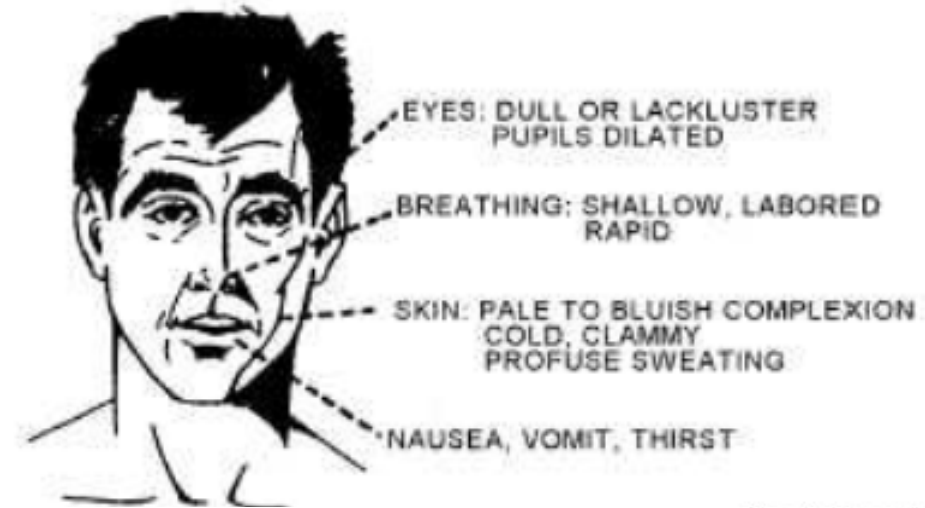 EYES: DULL OR LACKLUSTER
PUPILS DILATED
BREATHING: SHALLOW, LABORED
RAPID
SKIN: PALE TO BLUISH COMPLEXION
COLD, CLAMMY
PROFUSE SWEATING
NAUSEA, VOMIT, THIRST